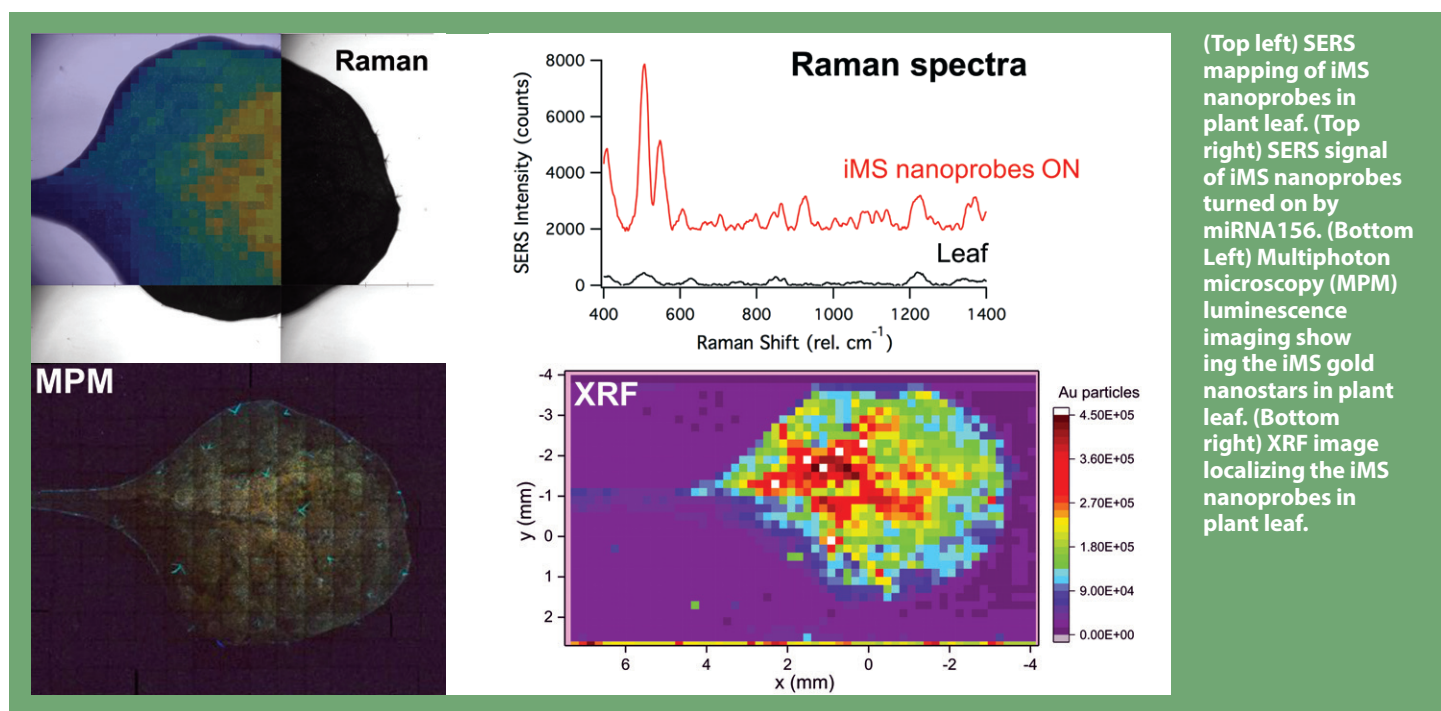 Raman
Raman spectra
SERS Intensity (counts)
8000
6000
4000
2000
0
iMS nanoprobes ON
Leaf
400 600 800 1000 1200 1400
Raman Shift (rel. cm⁻¹)
MPM
XRF
y (mm)
-4
-3
-2
-1
0
1
2
6 4 2 0 -2 -4
x (mm)
Au particles
4.50E+05
3.60E+05
2.70E+05
1.80E+05
9.00E+04
0.00E+00
(Top left) SERS
mapping of iMS
nanoprobes in
plant leaf. (Top
right) SERS signal
of iMS nanoprobes
turned on by
miRNA156. (Bottom
Left) Multiphoton
microscopy (MPM)
luminescence
imaging show
ing the iMS gold
nanostars in plant
leaf. (Bottom
right) XRF image
localizing the iMS
nanoprobes in
plant leaf.